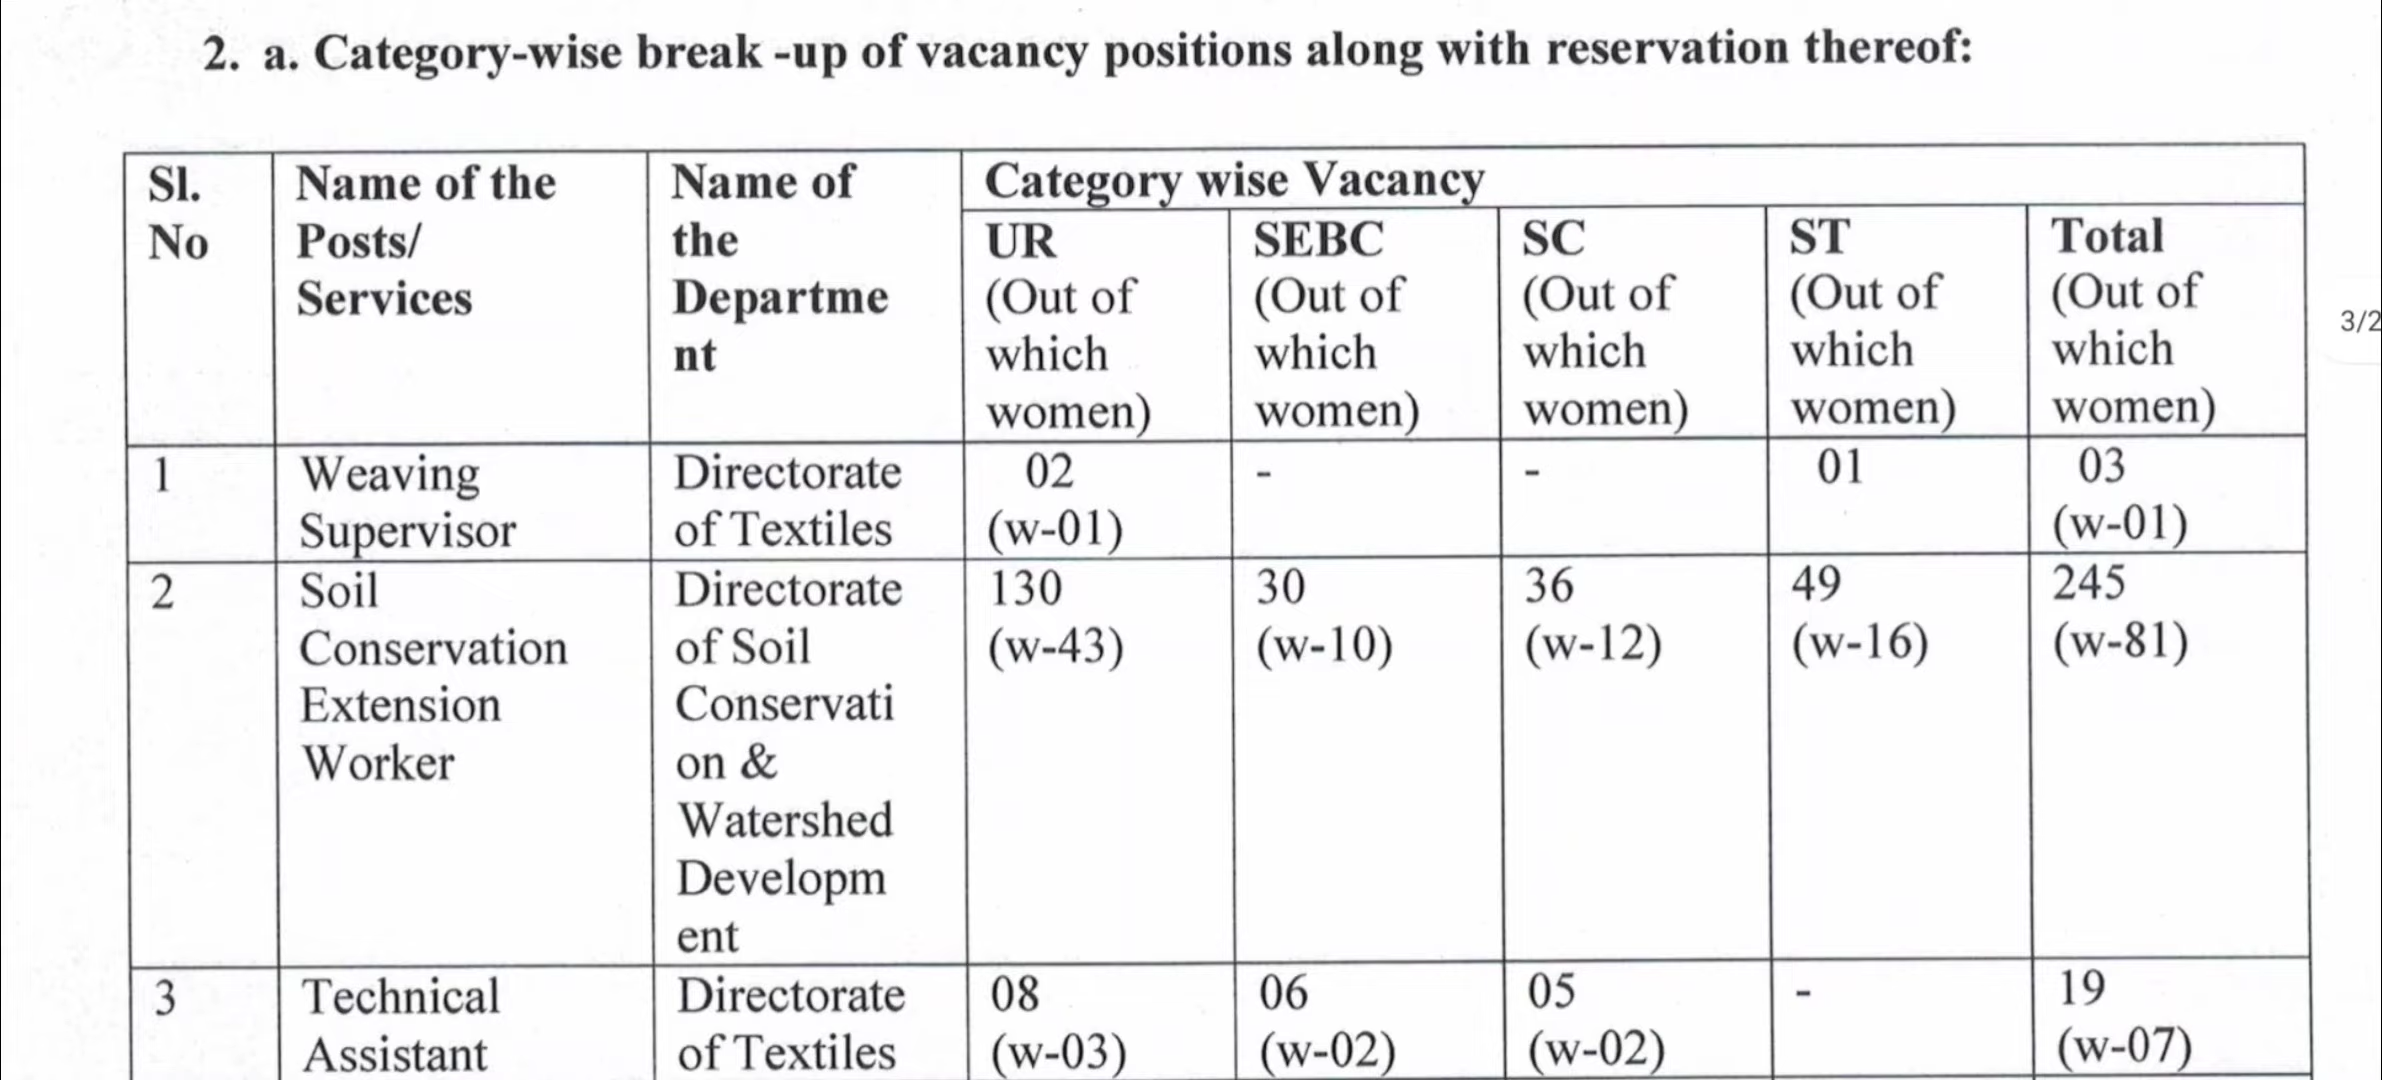 2. a. Category-wise break -up of vacancy positions along with reservation thereof:
Sl. No | Name of the Posts/ Services | Name of the Departme nt | Category wise Vacancy
UR (Out of which women) | SEBC (Out of which women) | SC (Out of which women) | ST (Out of which women) | Total (Out of which women)
1 | Weaving Supervisor | Directorate of Textiles | 02 (w-01) | - | - | 01 | 03 (w-01)
2 | Soil Conservation Extension Worker | Directorate of Soil Conservati on & Watershed Developm ent | 130 (w-43) | 30 (w-10) | 36 (w-12) | 49 (w-16) | 245 (w-81)
3 | Technical Assistant | Directorate of Textiles | 08 (w-03) | 06 (w-02) | 05 (w-02) | - | 19 (w-07)
3/2